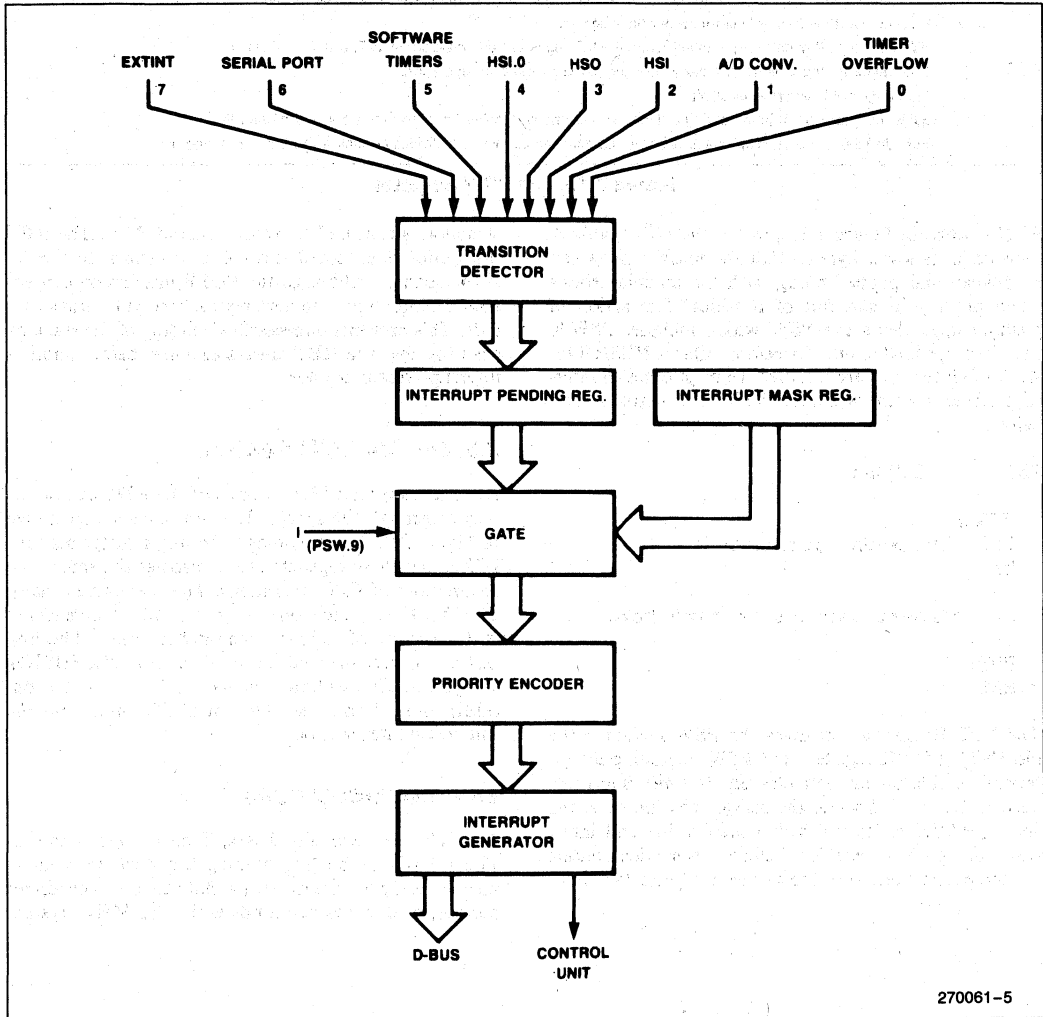 EXTINT
7
SERIAL PORT
6
SOFTWARE
TIMERS
5
HSI.0
4
HSO
3
HSI
2
A/D CONV.
1
TIMER
OVERFLOW
0
TRANSITION
DETECTOR
INTERRUPT PENDING REG.
INTERRUPT MASK REG.
I
(PSW.9)
GATE
PRIORITY ENCODER
INTERRUPT
GENERATOR
D-BUS
CONTROL
UNIT
270061-5